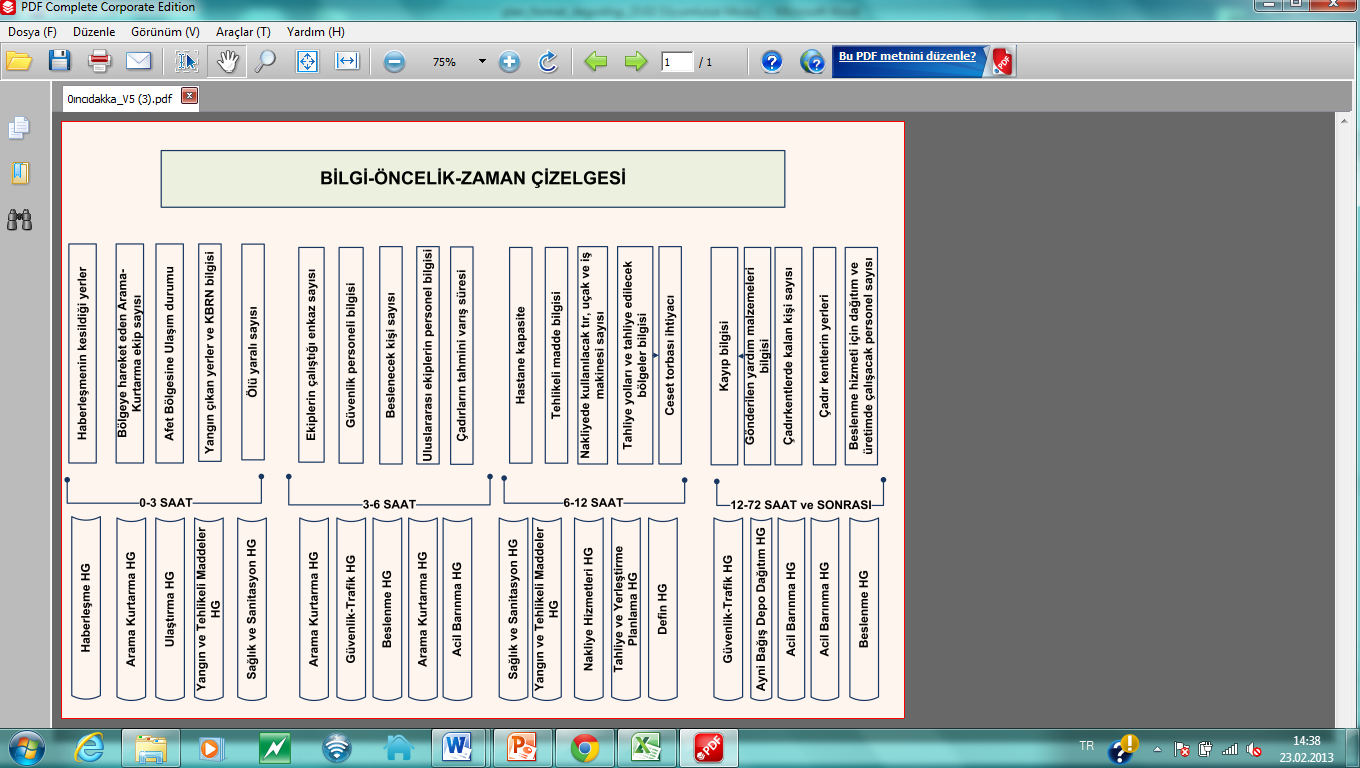 PDF Complete Corporate Edition
Dosya (F) Düzenle Görünüm (V) Araçlar (T) Yardım (H)
75% 1 / 1 Bu PDF metnini düzenle?
0ıncıdakka_V5 (3).pdf
BİLGİ-ÖNCELİK-ZAMAN ÇİZELGESİ
Haberleşmenin kesildiği yerler
Bölgeye hareket eden Arama-
Kurtarma ekip sayısı
Afet Bölgesine Ulaşım durumu
Yangın çıkan yerler ve KBRN bilgisi
Ölü yaralı sayısı
Ekiplerin çalıştığı enkaz sayısı
Güvenlik personeli bilgisi
Beslenecek kişi sayısı
Uluslararası ekiplerin personel bilgisi
Çadırların tahmini varış süresi
Hastane kapasite
Tehlikeli madde bilgisi
Nakliyede kullanılacak tır, uçak ve iş
makinesi sayısı
Tahliye yolları ve tahliye edilecek
bölgeler bilgisi
Ceset torbası ihtiyacı
Kayıp bilgisi
Gönderilen yardım malzemeleri
bilgisi
Çadırkentlerde kalan kişi sayısı
Çadır kentlerin yerleri
Beslenme hizmeti için dağıtım ve
üretimde çalışacak personel sayısı
0-3 SAAT
3-6 SAAT
6-12 SAAT
12-72 SAAT ve SONRASI
Haberleşme HG
Arama Kurtarma HG
Ulaştırma HG
Yangın ve Tehlikeli Maddeler
HG
Sağlık ve Sanitasyon HG
Arama Kurtarma HG
Güvenlik-Trafik HG
Beslenme HG
Arama Kurtarma HG
Acil Barınma HG
Sağlık ve Sanitasyon HG
Yangın ve Tehlikeli Maddeler
HG
Nakliye Hizmetleri HG
Tahliye ve Yerleştirme
Planlama HG
Defin HG
Güvenlik-Trafik HG
Ayni Bağış Depo Dağıtım HG
Acil Barınma HG
Acil Barınma HG
Beslenme HG
TR
14:38
23.02.2013